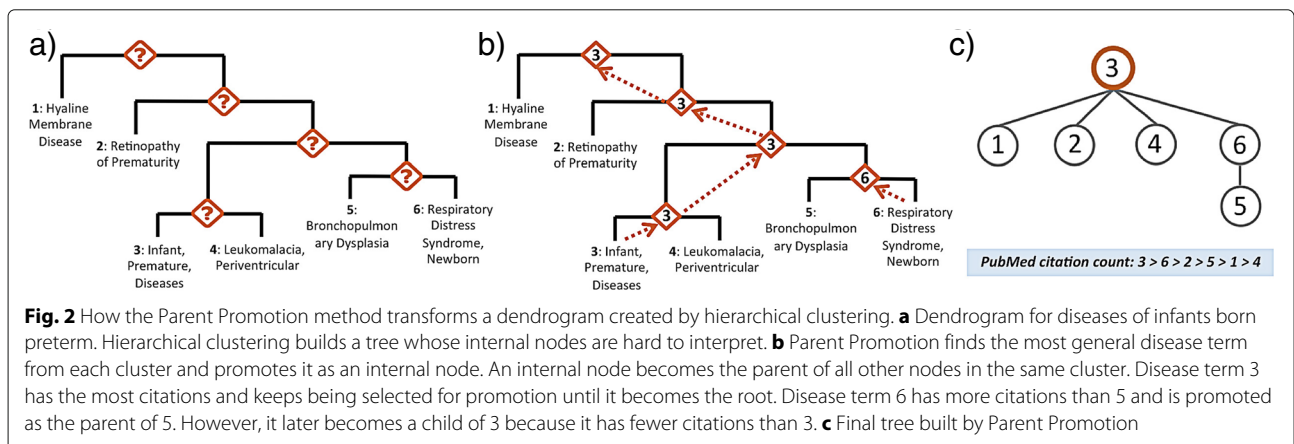 a)
?
?
?
?
?
1: Hyaline
Membrane
Disease
2: Retinopathy
of Prematurity
3: Infant,
Premature,
Diseases
4: Leukomalacia,
Periventricular
5:
Bronchopulmon
ary Dysplasia
6: Respiratory
Distress
Syndrome,
Newborn
b)
3
3
3
6
3
1: Hyaline
Membrane
Disease
2: Retinopathy
of Prematurity
3: Infant,
Premature,
Diseases
4: Leukomalacia,
Periventricular
5:
Bronchopulmon
ary Dysplasia
6: Respiratory
Distress
Syndrome,
Newborn
c)
3
1 2 4 6
5
PubMed citation count: 3 > 6 > 2 > 5 > 1 > 4
Fig. 2 How the Parent Promotion method transforms a dendrogram created by hierarchical clustering. a Dendrogram for diseases of infants born
preterm. Hierarchical clustering builds a tree whose internal nodes are hard to interpret. b Parent Promotion finds the most general disease term
from each cluster and promotes it as an internal node. An internal node becomes the parent of all other nodes in the same cluster. Disease term 3
has the most citations and keeps being selected for promotion until it becomes the root. Disease term 6 has more citations than 5 and is promoted
as the parent of 5. However, it later becomes a child of 3 because it has fewer citations than 3. c Final tree built by Parent Promotion